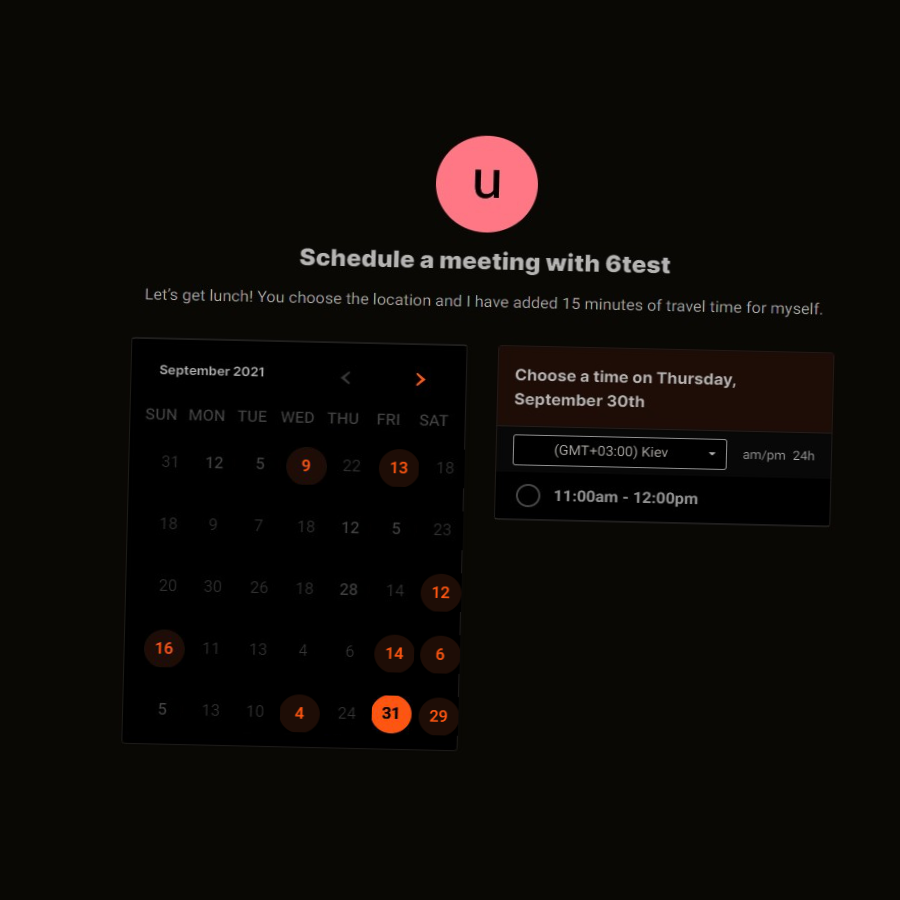 u
Schedule a meeting with 6test
Let's get lunch! You choose the location and I have added 15 minutes of travel time for myself.
September 2021
SUN MON TUE WED THU FRI SAT
31 12 5 9 22 13 18
18 9 7 18 12 5 23
20 30 26 18 28 14 12
16 11 13 4 6 14 6
5 13 10 4 24 31 29
Choose a time on Thursday,
September 30th
(GMT+03:00) Kiev am/pm 24h
11:00am - 12:00pm